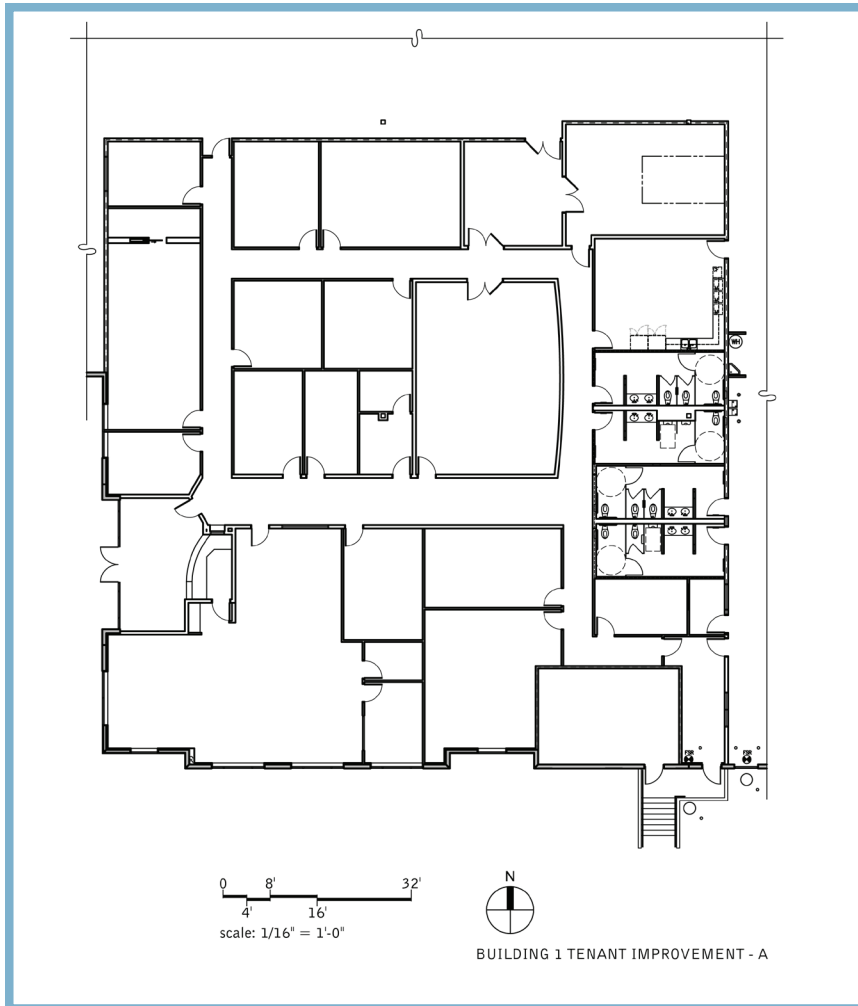 WH
FSR
FSR
N
0 8' 32'
4' 16'
scale: 1/16" = 1'-0"
BUILDING 1 TENANT IMPROVEMENT - A